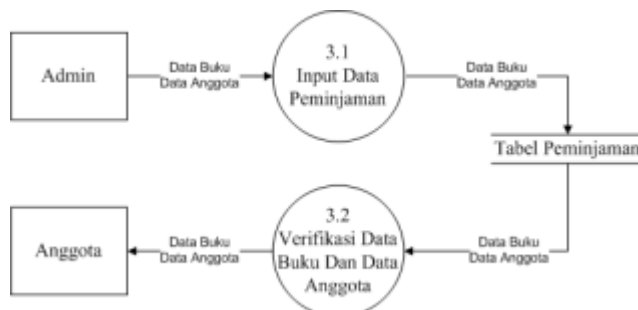 Admin
Data Buku
Data Anggota
3.1
Input Data
Peminjaman
Data Buku
Data Anggota
Tabel Peminjaman
Anggota
Data Buku
Data Anggota
3.2
Verifikasi Data
Buku Dan Data
Anggota
Data Buku
Data Anggota